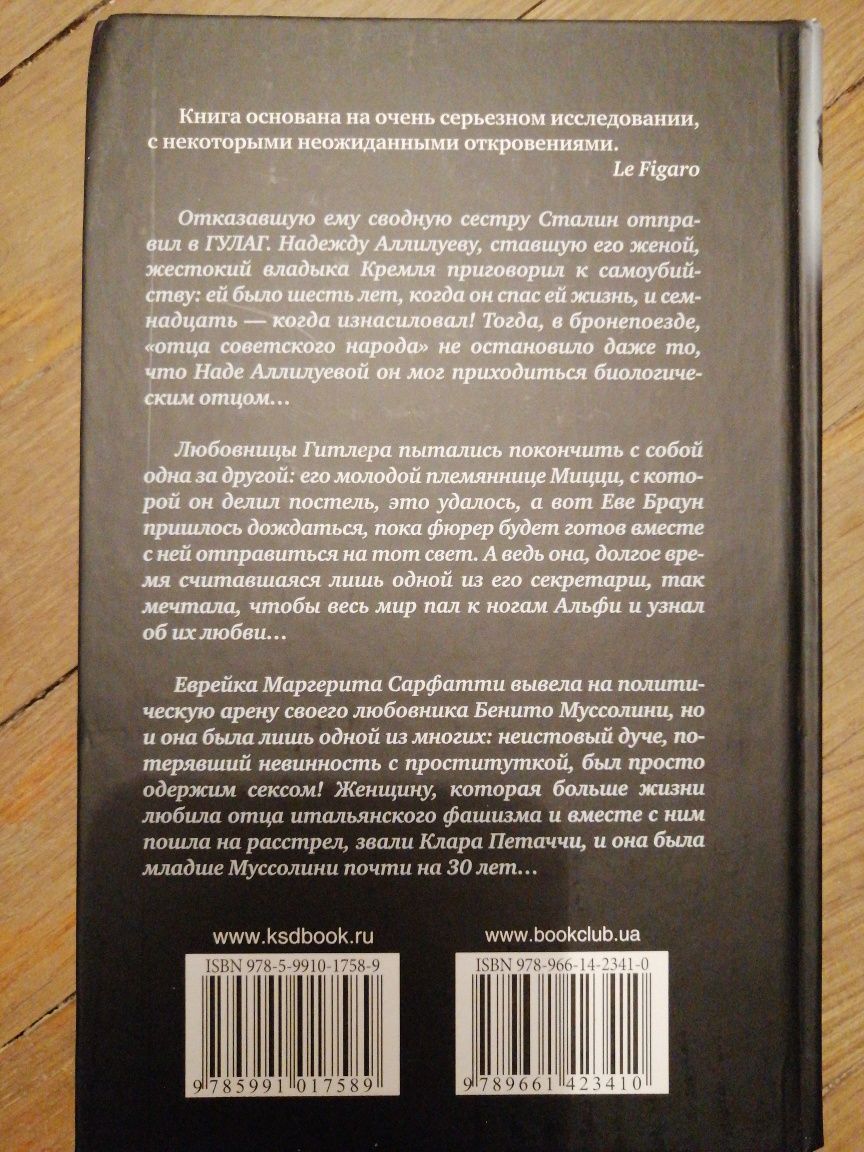 Книга основана на очень серьезном исследовании,
с некоторыми неожиданными откровениями.
Le Figaro
Отказавшую ему сводную сестру Сталин отпра-
вил в ГУЛАГ. Надежду Аллилуеву, ставшую его женой,
жестокий владыка Кремля приговорил к самоубий-
ству: ей было шесть лет, когда он спас ей жизнь, и сем-
надцать — когда изнасиловал! Тогда, в бронепоезде,
«отца советского народа» не остановило даже то,
что Наде Аллилуевой он мог приходиться биологиче-
ским отцом...
Любовницы Гитлера пытались покончить с собой
одна за другой: его молодой племяннице Мицци, с кото-
рой он делил постель, это удалось, а вот Еве Браун
пришлось дождаться, пока фюрер будет готов вместе
с ней отправиться на тот свет. А ведь она, долгое вре-
мя считавшаяся лишь одной из его секретарш, так
мечтала, чтобы весь мир пал к ногам Альфи и узнал
об их любви...
Еврейка Маргерита Сарфатти вывела на полити-
ческую арену своего любовника Бенито Муссолини, но
и она была лишь одной из многих: неистовый дуче, по-
терявший невинность с проституткой, был просто
одержим сексом! Женщину, которая больше жизни
любила отца итальянского фашизма и вместе с ним
пошла на расстрел, звали Клара Петаччи, и она была
младше Муссолини почти на 30 лет...
www.ksdbook.ru www.bookclub.ua
ISBN 978-5-9910-1758-9 ISBN 978-966-14-2341-0
9 785991 017589 9 789661 423410